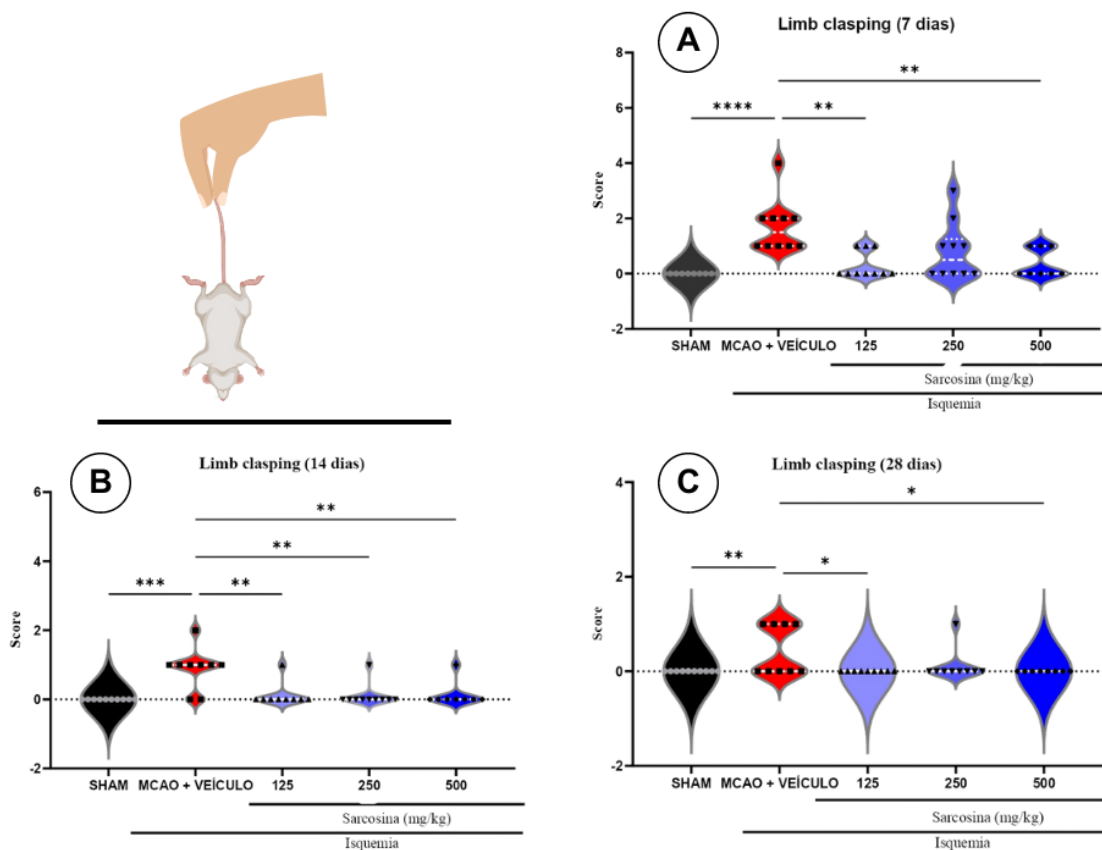 A
Limb clasping (7 dias)
8
6
4
2
0
-2
Score
**
****
**
SHAM
MCAO + VEÍCULO
125
250
500
Sarcosina (mg/kg)
Isquemia
B
Limb clasping (14 dias)
6
4
2
0
-2
Score
**
**
***
**
SHAM
MCAO + VEÍCULO
125
250
500
Sarcosina (mg/kg)
Isquemia
C
Limb clasping (28 dias)
4
2
0
-2
Score
*
**
*
SHAM
MCAO + VEÍCULO
125
250
500
Sarcosina (mg/kg)
Isquemia